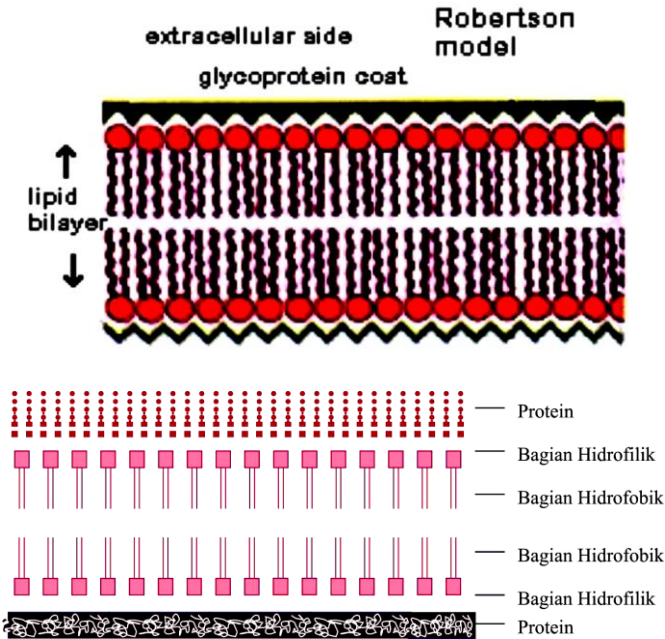 Robertson
model
extracellular side
glycoprotein coat
lipid
bilayer
Protein
Bagian Hidrofilik
Bagian Hidrofobik
Bagian Hidrofobik
Bagian Hidrofilik
Protein